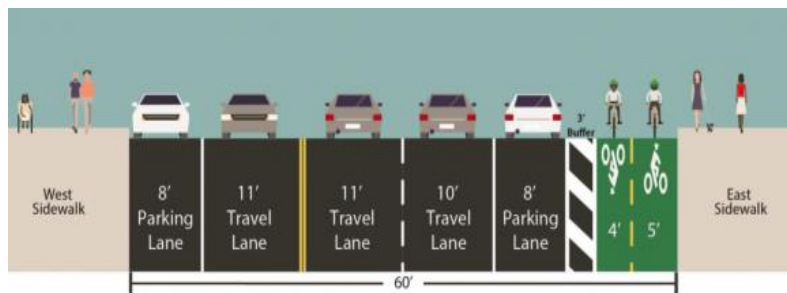 3'
Buffer
West
Sidewalk
8'
Parking
Lane
11'
Travel
Lane
11'
Travel
Lane
10'
Travel
Lane
8'
Parking
Lane
4'
5'
East
Sidewalk
60'